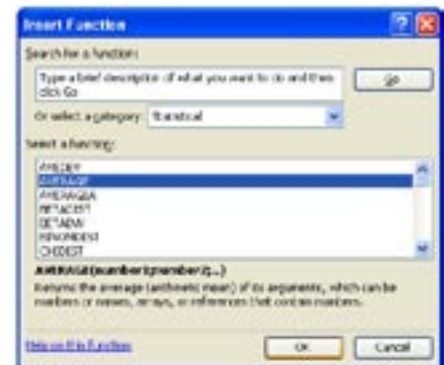 Insert Function
Search for a function:
Type a brief description of what you want to do and then
click Go
Go
Or select a category: Statistical
Select a function:
AVEDEV
AVERAGE
AVERAGEA
BETADIST
BETAINV
BINOMDIST
CHIDIST
AVERAGE(number1;number2;...)
Returns the average (arithmetic mean) of its arguments, which can be
numbers or names, arrays, or references that contain numbers.
Help on this function
OK
Cancel